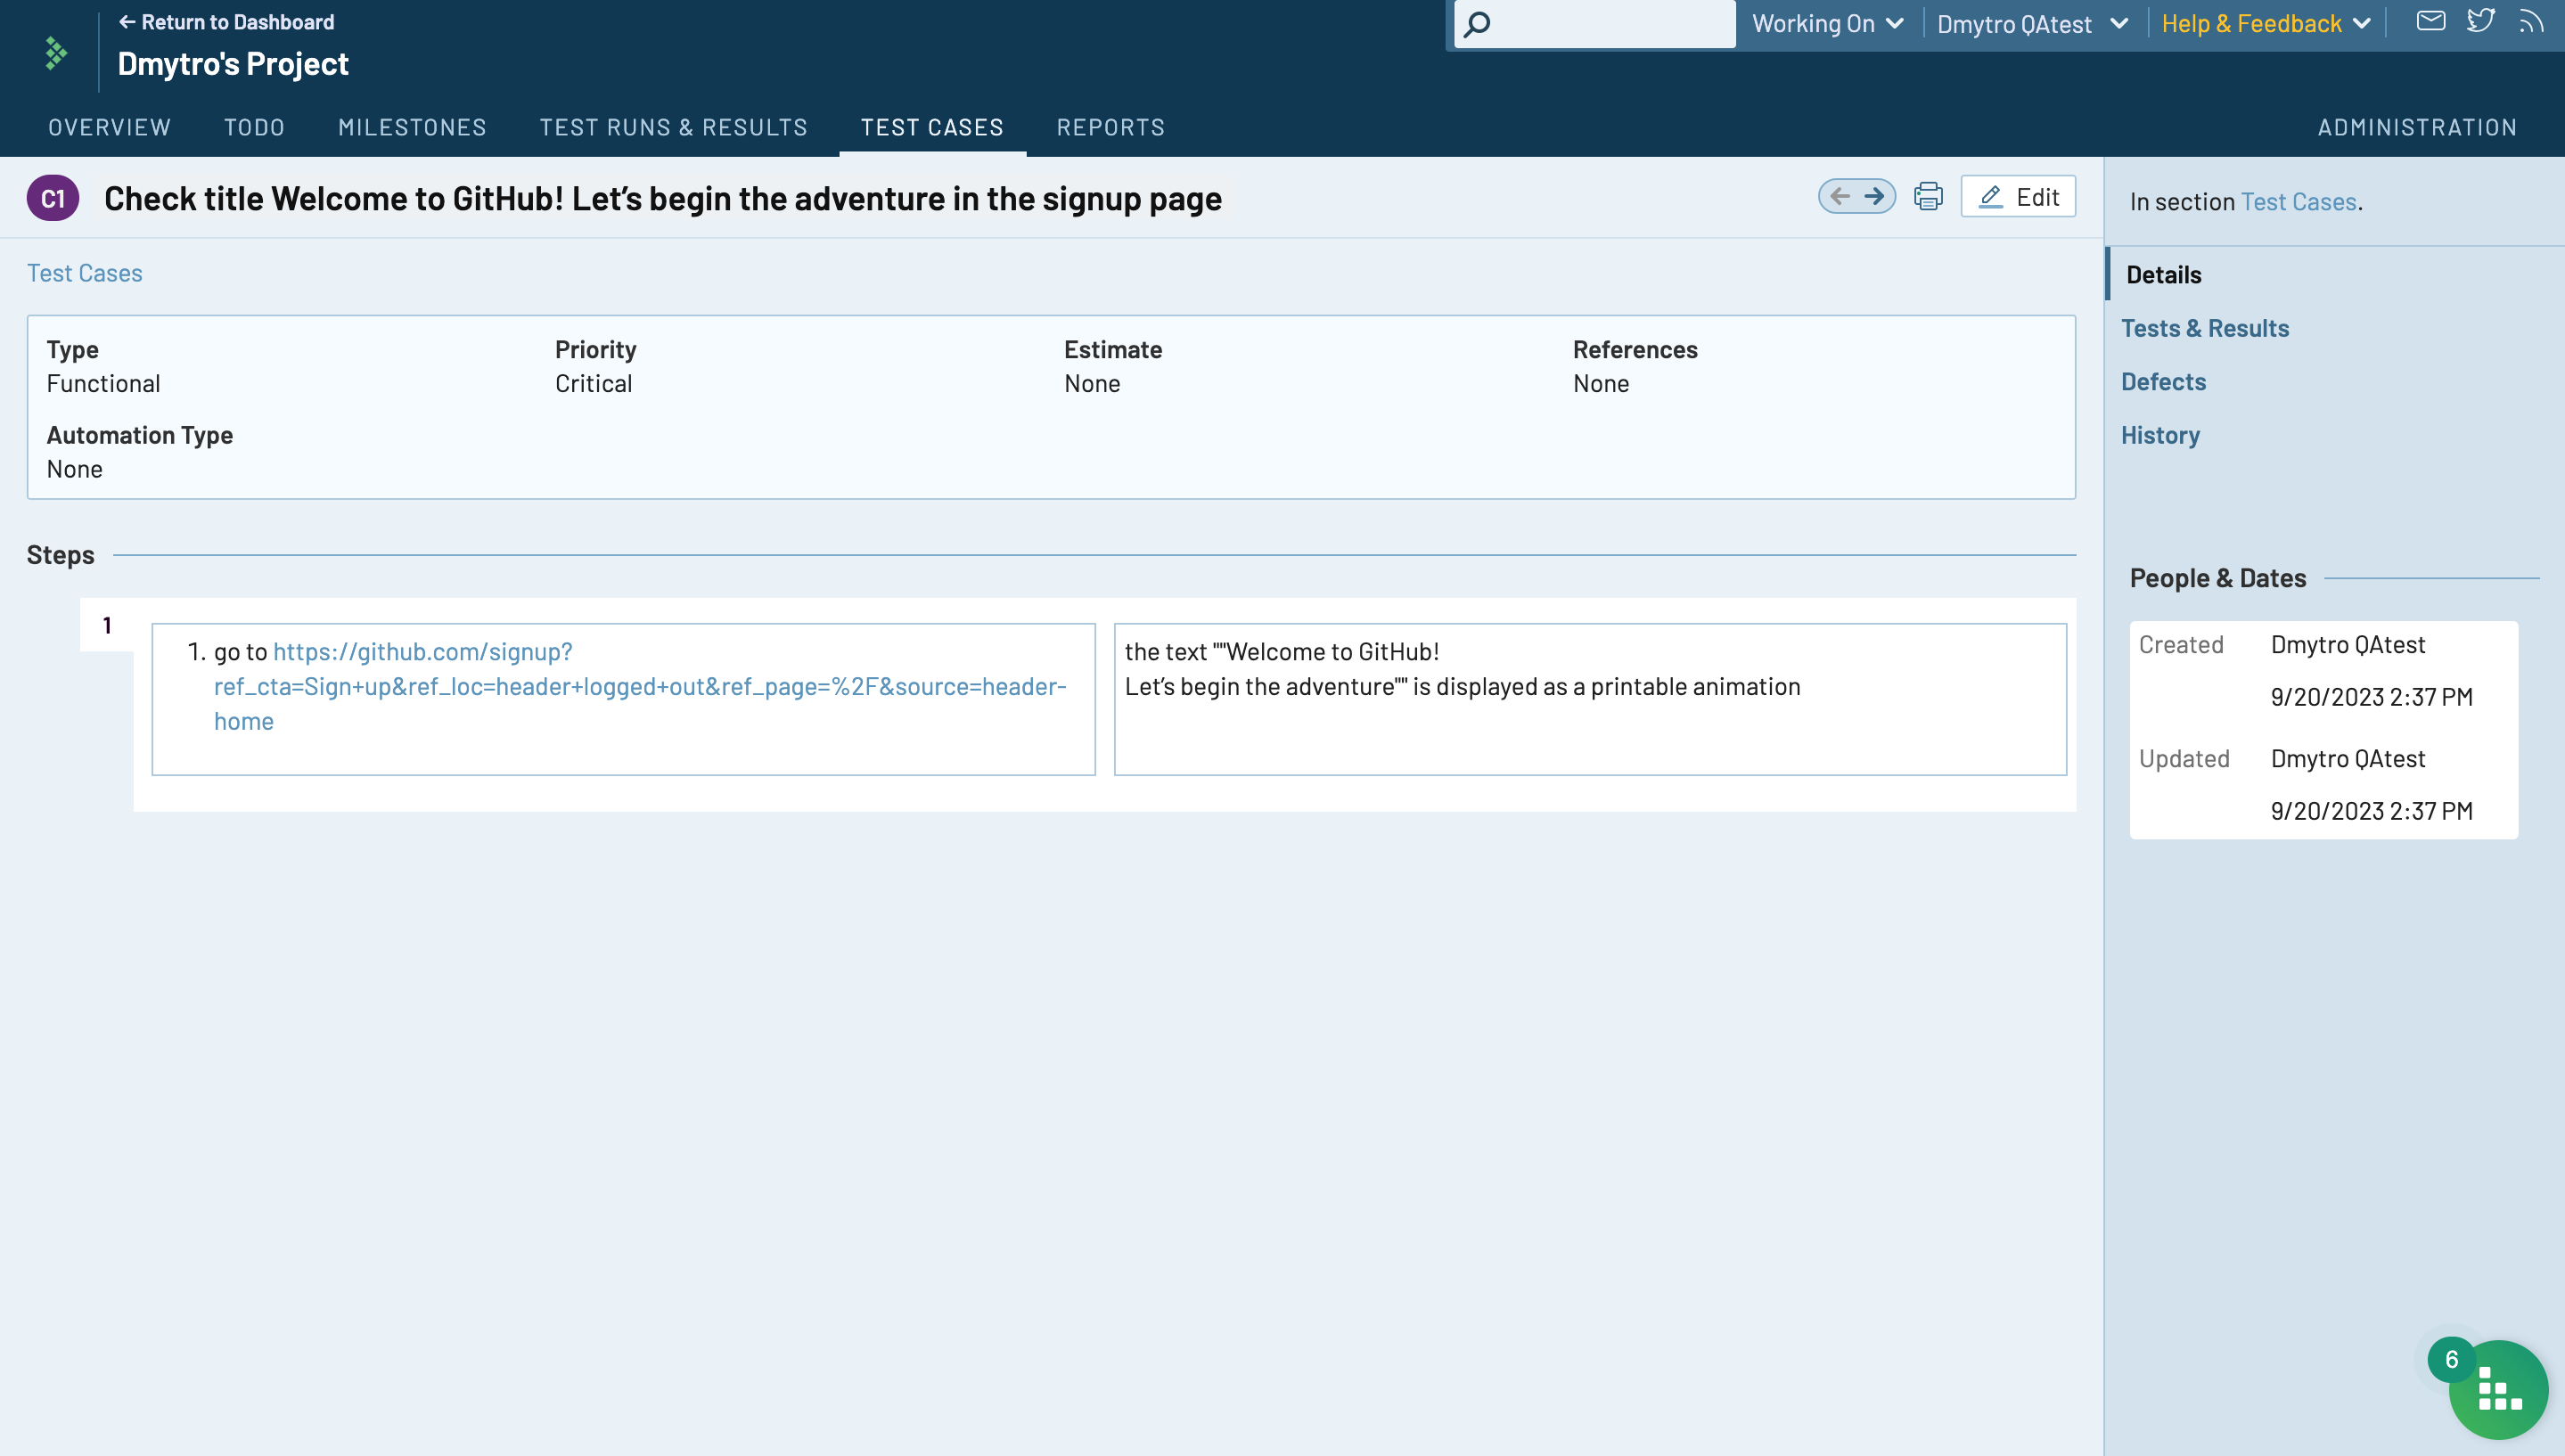 ← Return to Dashboard
Dmytro's Project
Working On
Dmytro QAtest
Help & Feedback
OVERVIEW
TODO
MILESTONES
TEST RUNS & RESULTS
TEST CASES
REPORTS
ADMINISTRATION
C1
Check title Welcome to GitHub! Let’s begin the adventure in the signup page
Edit
In section Test Cases.
Test Cases
Details
Tests & Results
Defects
History
Type
Functional
Priority
Critical
Estimate
None
References
None
Automation Type
None
Steps
1
1. go to https://github.com/signup?
ref_cta=Sign+up&ref_loc=header+logged+out&ref_page=%2F&source=header-
home
the text ""Welcome to GitHub!
Let’s begin the adventure"" is displayed as a printable animation
People & Dates
Created
Dmytro QAtest
9/20/2023 2:37 PM
Updated
Dmytro QAtest
9/20/2023 2:37 PM
6